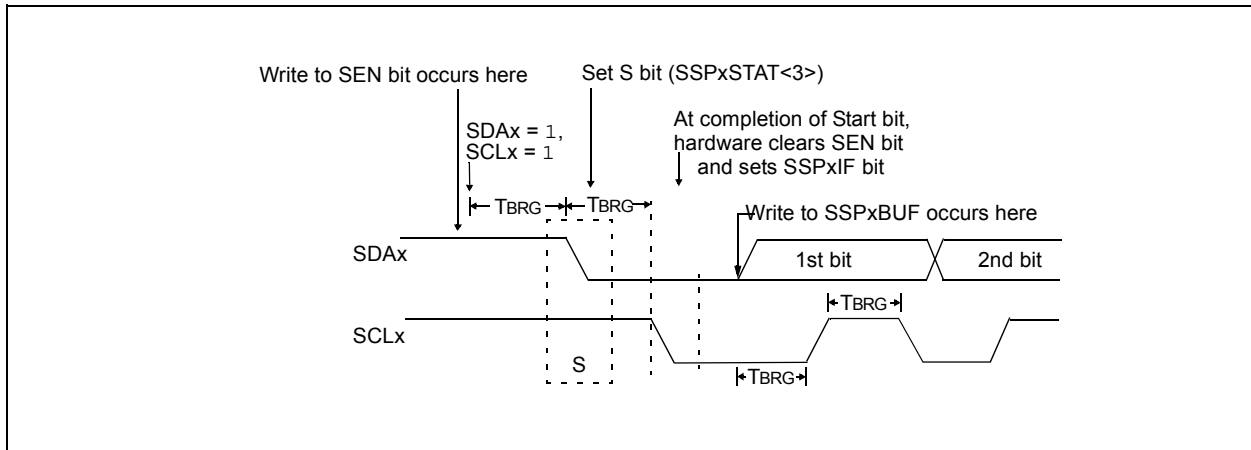 Write to SEN bit occurs here
Set S bit (SSPxSTAT<3>)
SDAx = 1,
SCLx = 1
At completion of Start bit,
hardware clears SEN bit
and sets SSPxIF bit
TBRG
TBRG
Write to SSPxBUF occurs here
SDAx
1st bit
2nd bit
TBRG
SCLx
S
TBRG